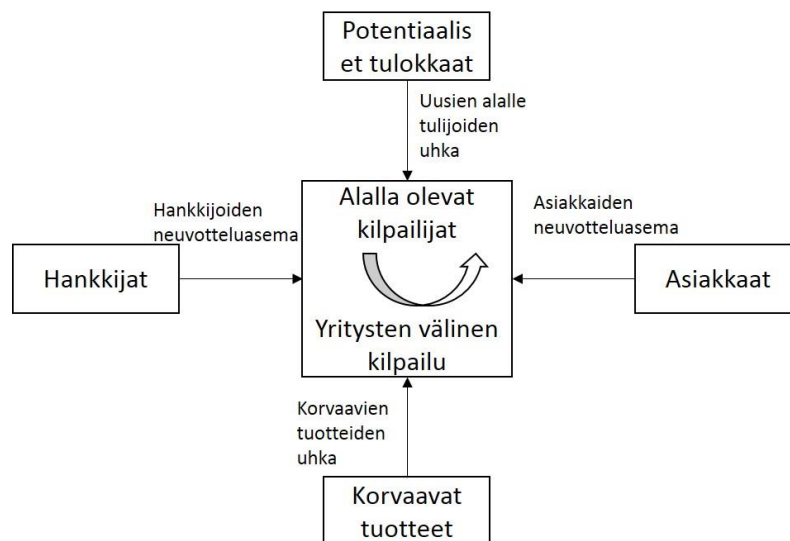 Potentiaalis
et tulokkaat
Uusien alalle
tulijoiden
uhka
Hankkijoiden
neuvotteluasema
Hankkijat
Alalla olevat
kilpailijat
Yritysten välinen
kilpailu
Asiakkaiden
neuvotteluasema
Asiakkaat
Korvaavien
tuotteiden
uhka
Korvaavat
tuotteet